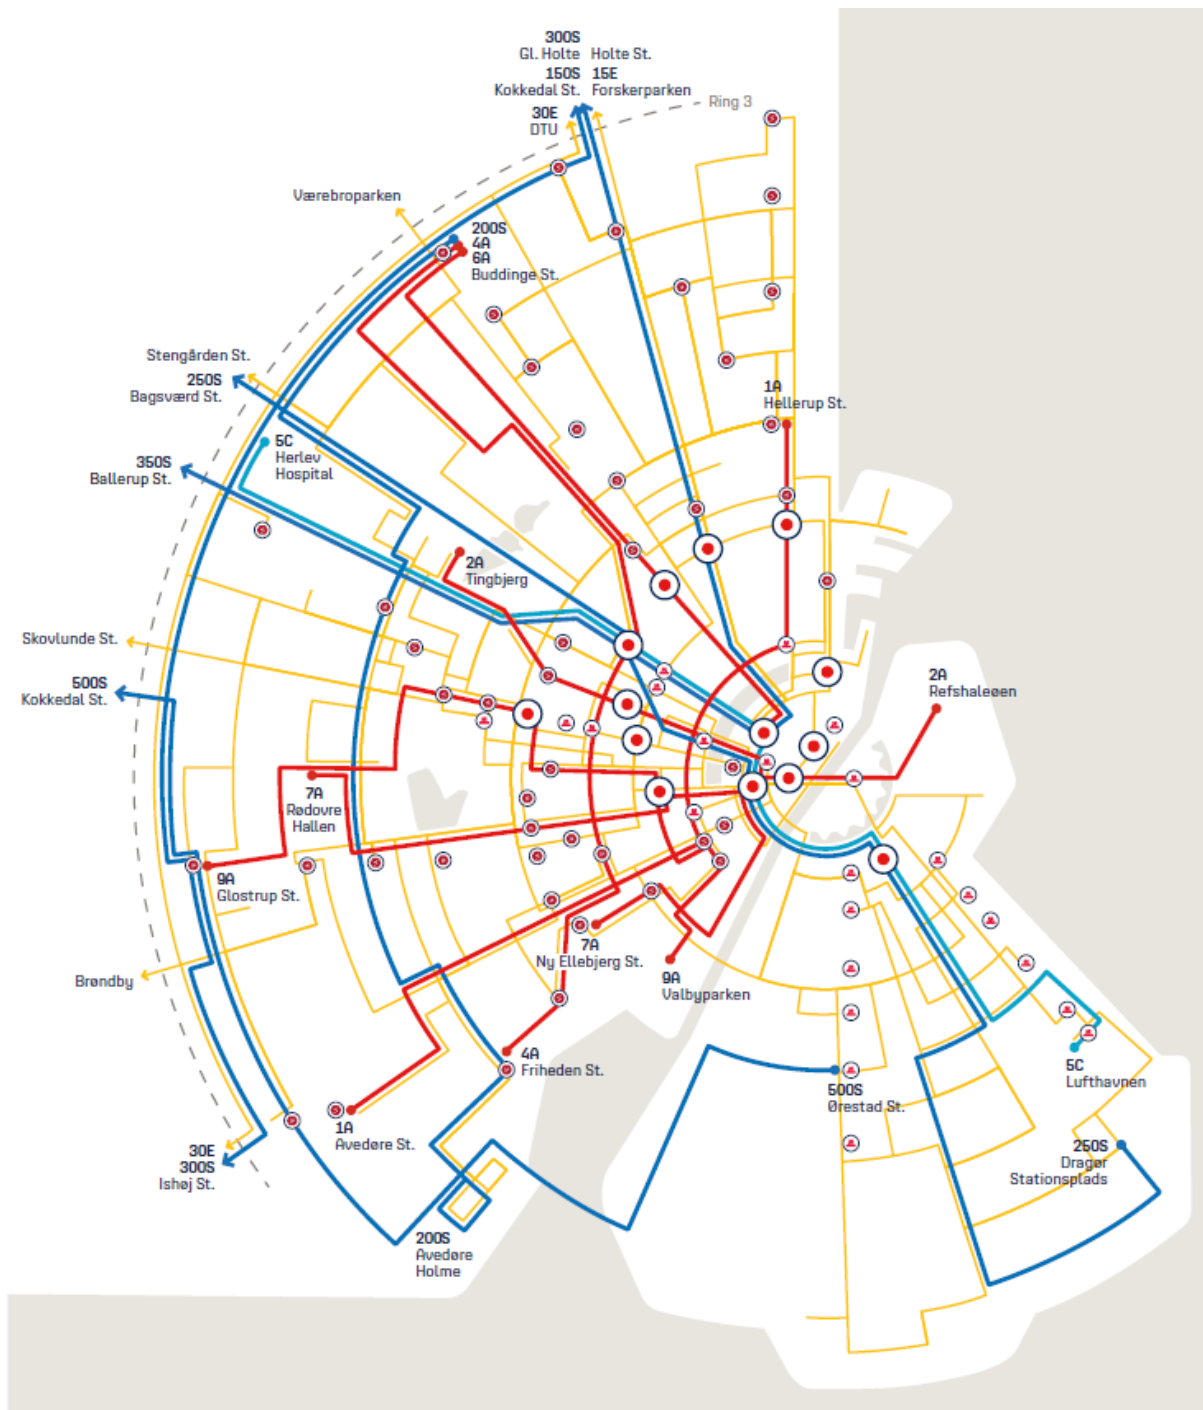 300S
Gl. Holte Holte St.
150S 15E
Kokkedal St. Forskerparken
30E
DTU
Ring 3
Værebroparken
200S
4A
6A
Buddinge St.
Stengården St.
250S
Bagsværd St.
1A
Hellerup St.
5C
Herlev
Hospital
350S
Ballerup St.
2A
Tingbjerg
Skovlunde St.
500S
Kokkedal St.
2A
Refshaleøen
7A
Rødovre
Hallen
9A
Glostrup St.
7A
Ny Ellebjerg St.
9A
Valbyparken
Brøndby
4A
Friheden St.
5C
Lufthavnen
500S
Ørestad St.
1A
Avedøre St.
30E
300S
Ishøj St.
250S
Dragør
Stationsplads
200S
Avedøre
Holme